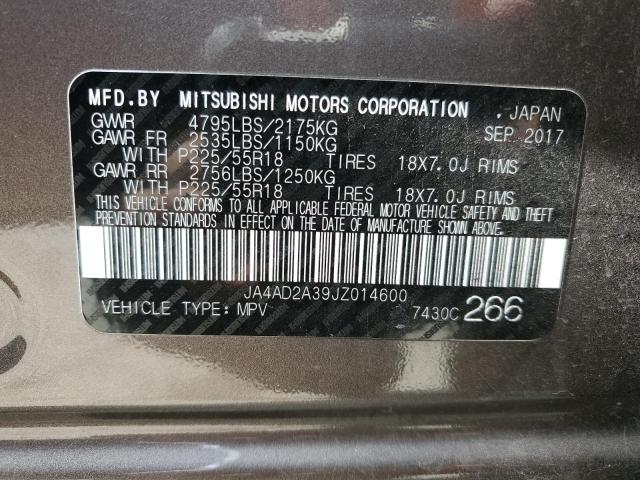 MFD.BY MITSUBISHI MOTORS CORPORATION , JAPAN
GVWR 4795LBS/2175KG SEP 2017
GAWR FR 2535LBS/1150KG
WITH P225/55R18 TIRES 18X7.0J RIMS
GAWR RR 2756LBS/1250KG
WITH P225/55R18 TIRES 18X7.0J RIMS
THIS VEHICLE CONFORMS TO ALL APPLICABLE FEDERAL MOTOR VEHICLE SAFETY AND THEFT
PREVENTION STANDARDS IN EFFECT ON THE DATE OF MANUFACTURE SHOWN ABOVE.
JA4AD2A39JZ014600
VEHICLE TYPE: MPV 7430C 266